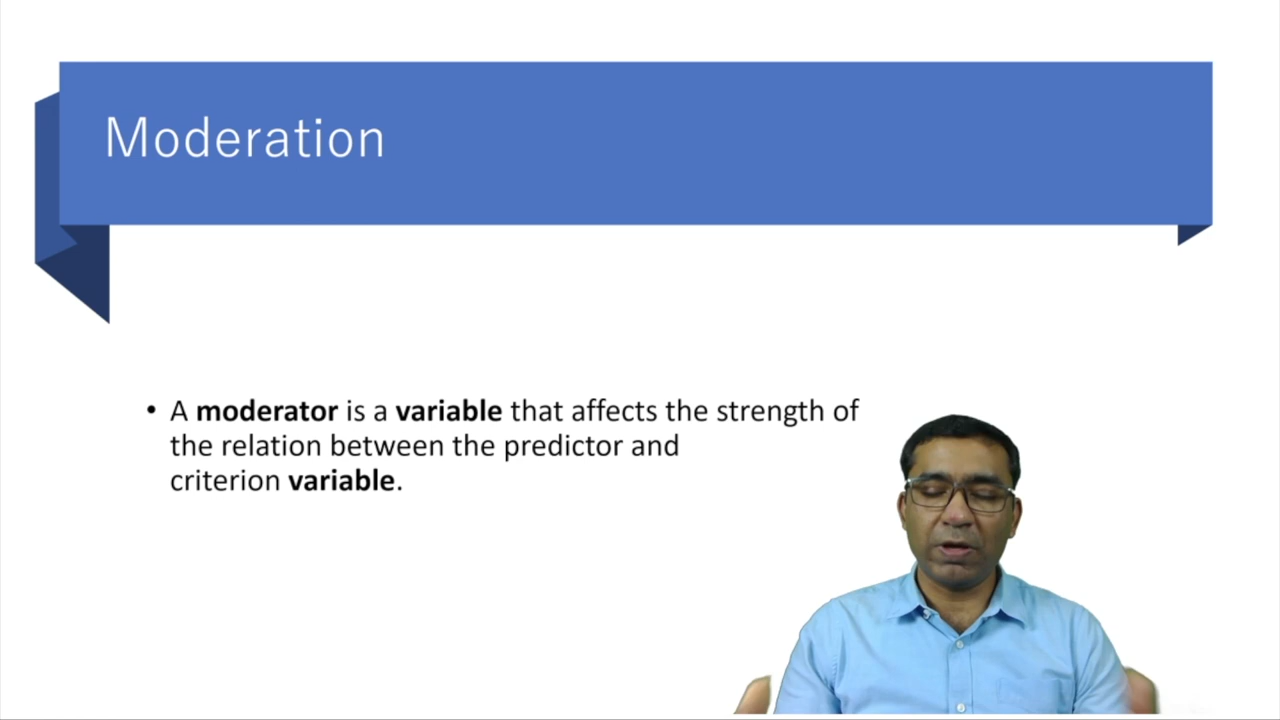 Moderation
• A moderator is a variable that affects the strength of
the relation between the predictor and
criterion variable.